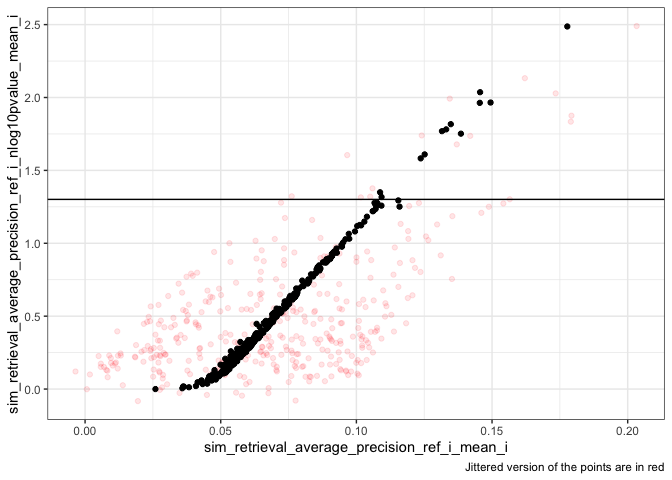 sim_retrieval_average_precision_ref_i_nlog10pvalue_mean_i
2.5
2.0
1.5
1.0
0.5
0.0
0.00 0.05 0.10 0.15 0.20
sim_retrieval_average_precision_ref_i_mean_i
Jittered version of the points are in red